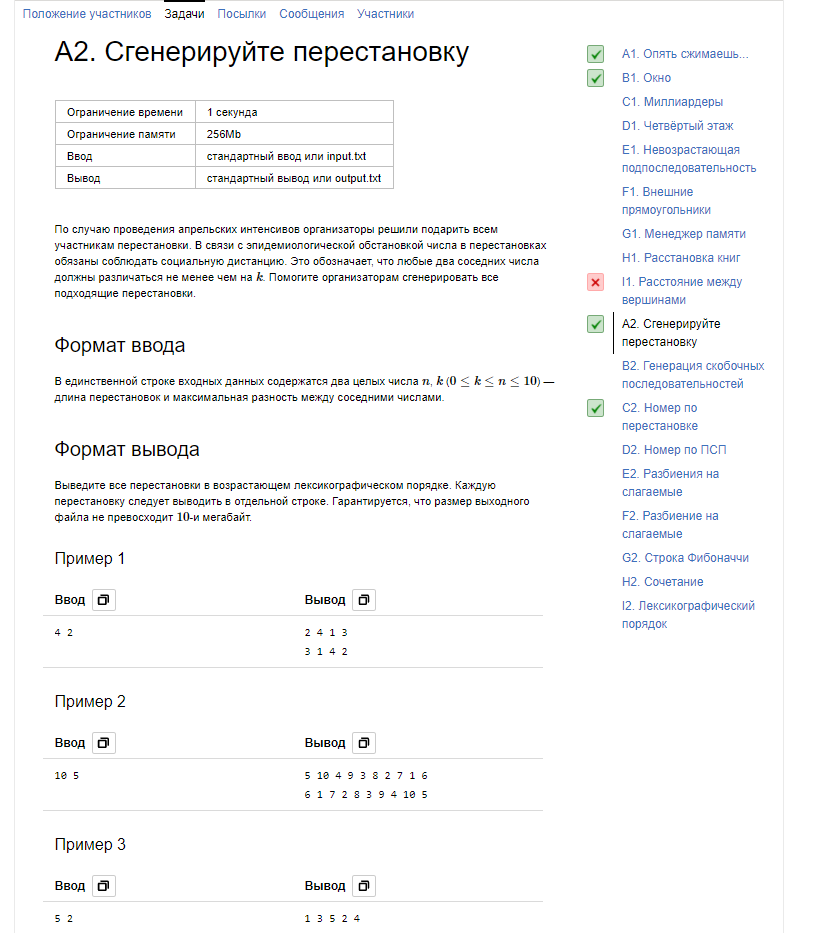 Положение участников Задачи Посылки Сообщения Участники
A2. Сгенерируйте перестановку
Ограничение времени 1 секунда
Ограничение памяти 256Mb
Ввод стандартный ввод или input.txt
Вывод стандартный вывод или output.txt
По случаю проведения апрельских интенсивов организаторы решили подарить всем
участникам перестановки. В связи с эпидемиологической обстановкой числа в перестановках
обязаны соблюдать социальную дистанцию. Это обозначает, что любые два соседних числа
должны различаться не менее чем на k. Помогите организаторам сгенерировать все
подходящие перестановки.
Формат ввода
В единственной строке входных данных содержатся два целых числа n, k (0 ≤ k ≤ n ≤ 10) —
длина перестановок и максимальная разность между соседними числами.
Формат вывода
Выведите все перестановки в возрастающем лексикографическом порядке. Каждую
перестановку следует выводить в отдельной строке. Гарантируется, что размер выходного
файла не превосходит 10-и мегабайт.
Пример 1
Ввод Вывод
4 2 2 4 1 3
3 1 4 2
Пример 2
Ввод Вывод
10 5 5 10 4 9 3 8 2 7 1 6
6 1 7 2 8 3 9 4 10 5
Пример 3
Ввод Вывод
5 2 1 3 5 2 4
A1. Опять сжимаешь...
B1. Окно
C1. Миллиардеры
D1. Четвёртый этаж
E1. Невозрастающая
подпоследовательность
F1. Внешние
прямоугольники
G1. Менеджер памяти
H1. Расстановка книг
I1. Расстояние между
вершинами
A2. Сгенерируйте
перестановку
B2. Генерация скобочных
последовательностей
C2. Номер по
перестановке
D2. Номер по ПСП
E2. Разбиения на
слагаемые
F2. Разбиение на
слагаемые
G2. Строка Фибоначчи
H2. Сочетание
I2. Лексикографический
порядок